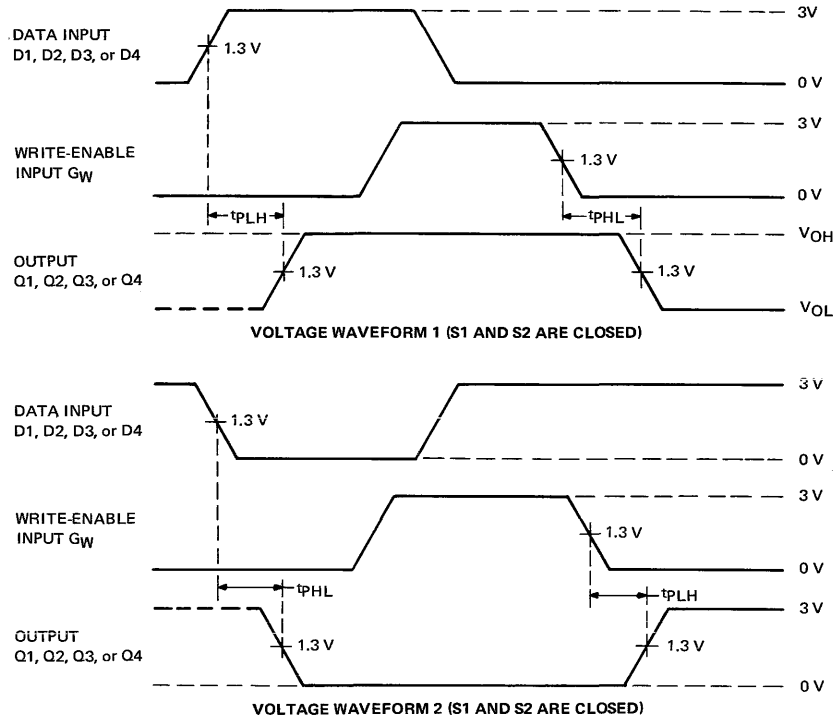 DATA INPUT
D1, D2, D3, or D4
1.3 V
3V
0 V
WRITE-ENABLE
INPUT GW
1.3 V
3 V
0 V
tPLH
tPHL
OUTPUT
Q1, Q2, Q3, or Q4
1.3 V
1.3 V
VOH
VOL
VOLTAGE WAVEFORM 1 (S1 AND S2 ARE CLOSED)
DATA INPUT
D1, D2, D3, or D4
1.3 V
3 V
0 V
WRITE-ENABLE
INPUT GW
1.3 V
3 V
0 V
tPHL
tPLH
OUTPUT
Q1, Q2, Q3, or Q4
1.3 V
1.3 V
3 V
0 V
VOLTAGE WAVEFORM 2 (S1 AND S2 ARE CLOSED)